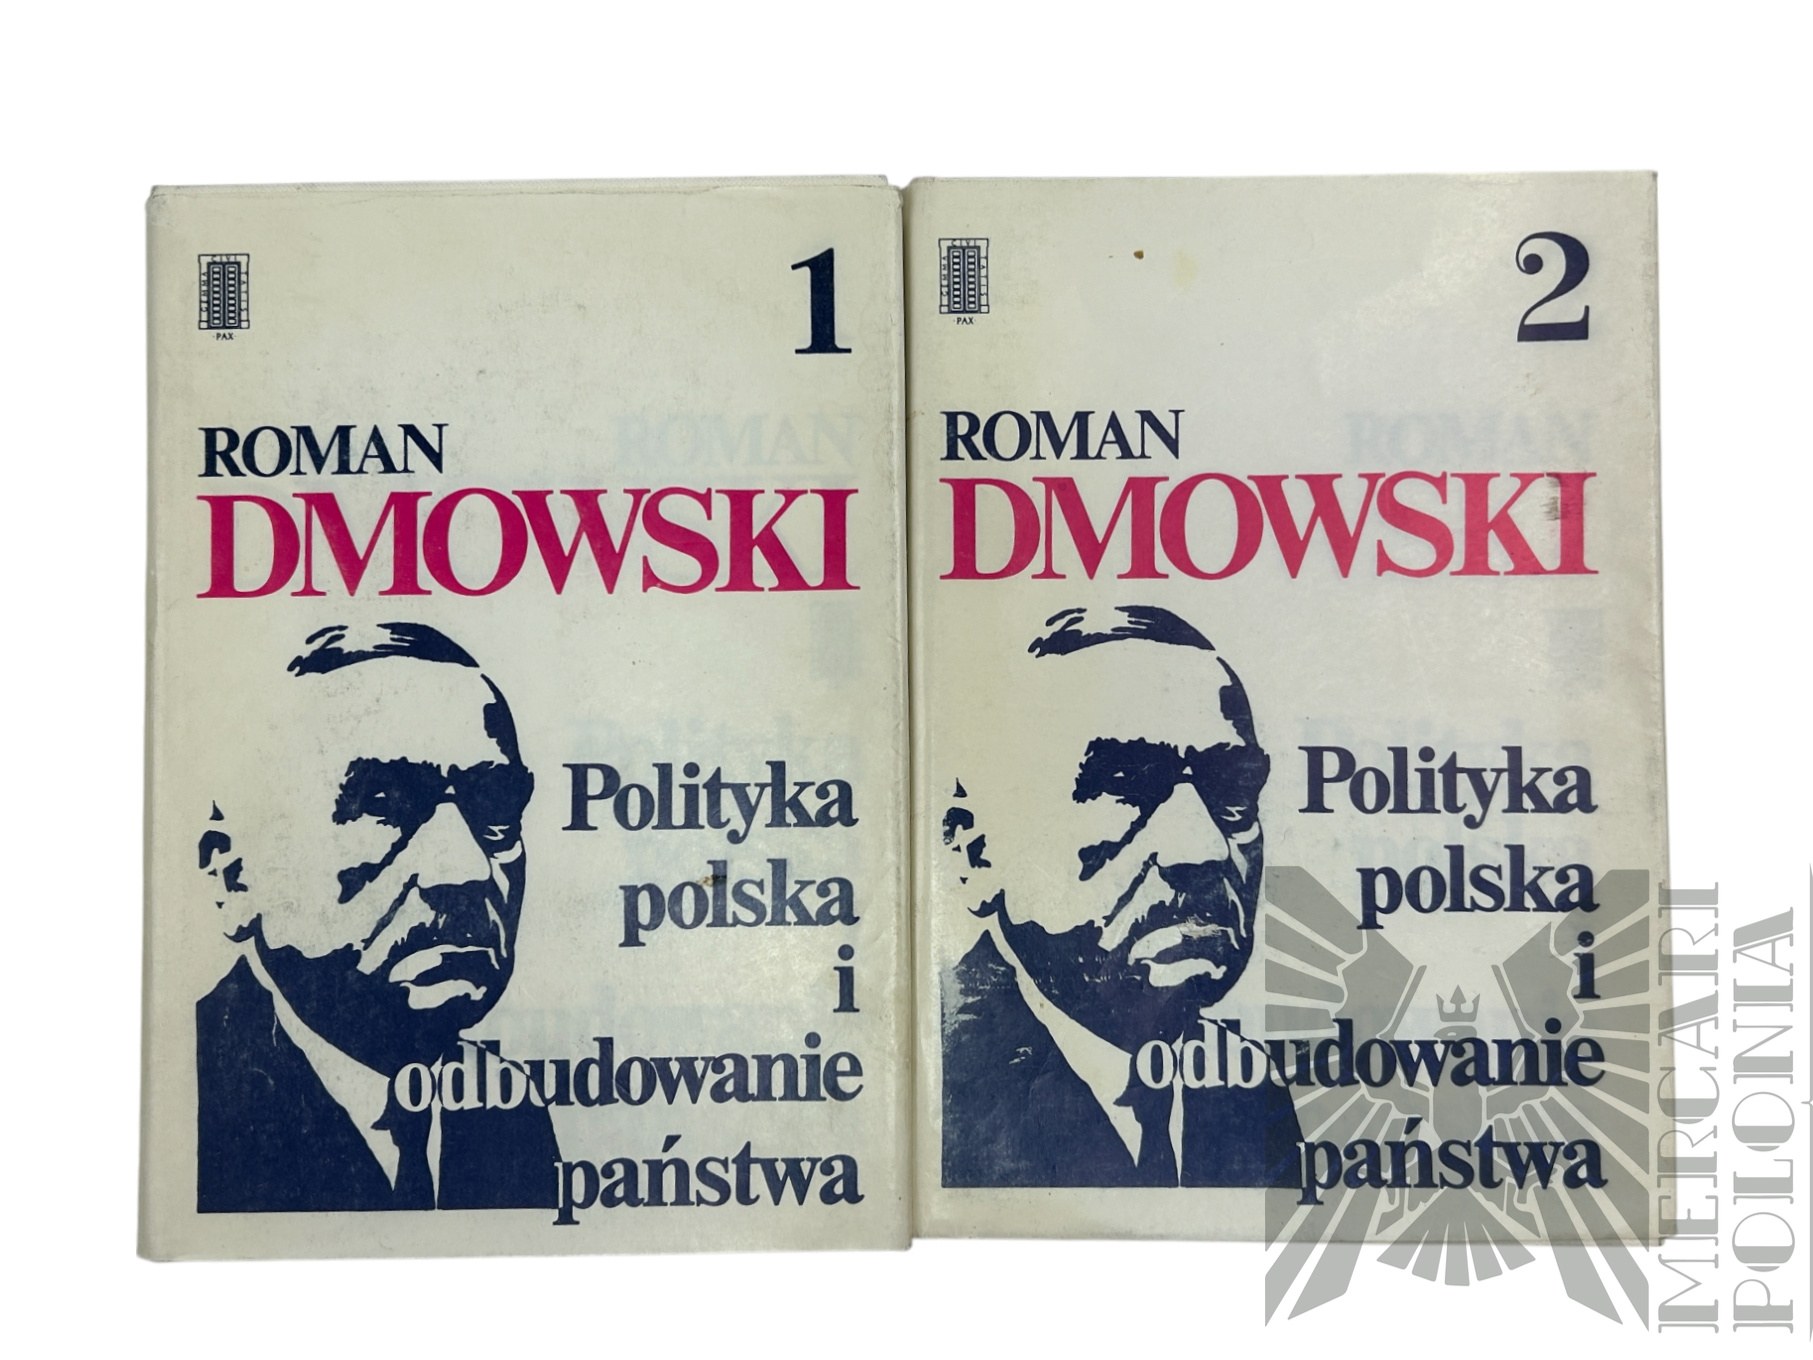 1
PAX
ROMAN
DMOWSKI
Polityka
polska
i
odbudowanie
państwa
2
PAX
ROMAN
DMOWSKI
Polityka
polska
i
odbudowanie
państwa
MERCARI
POLONIA